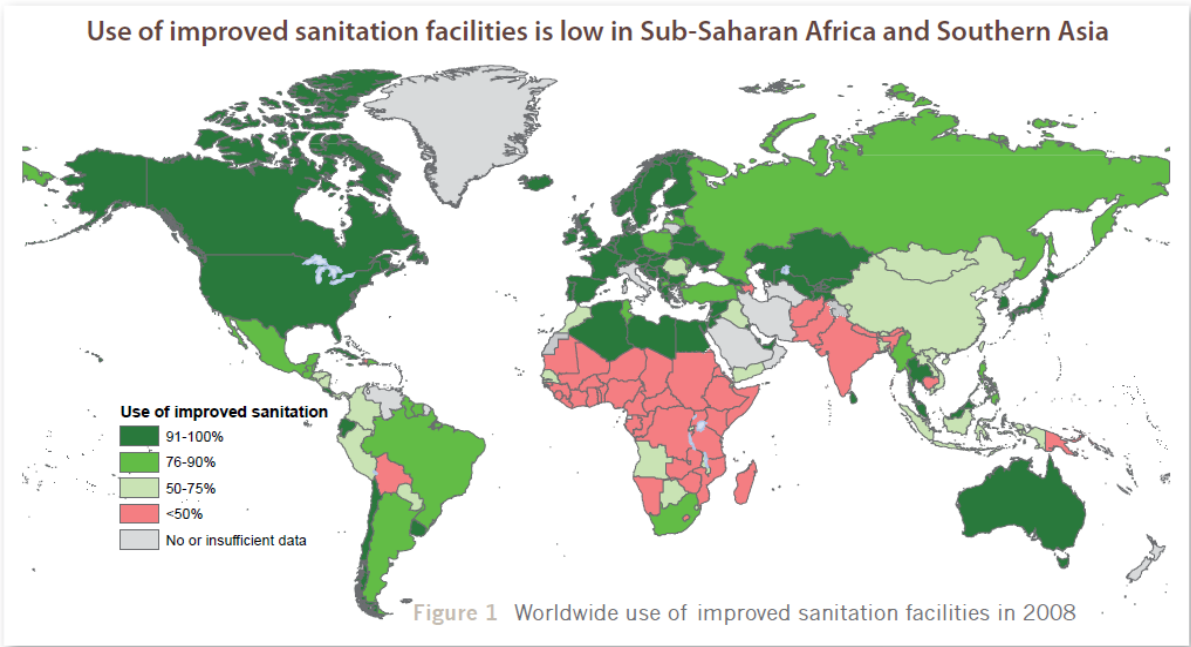 Use of improved sanitation facilities is low in Sub-Saharan Africa and Southern Asia
Use of improved sanitation
91-100%
76-90%
50-75%
<50%
No or insufficient data
Figure 1 Worldwide use of improved sanitation facilities in 2008